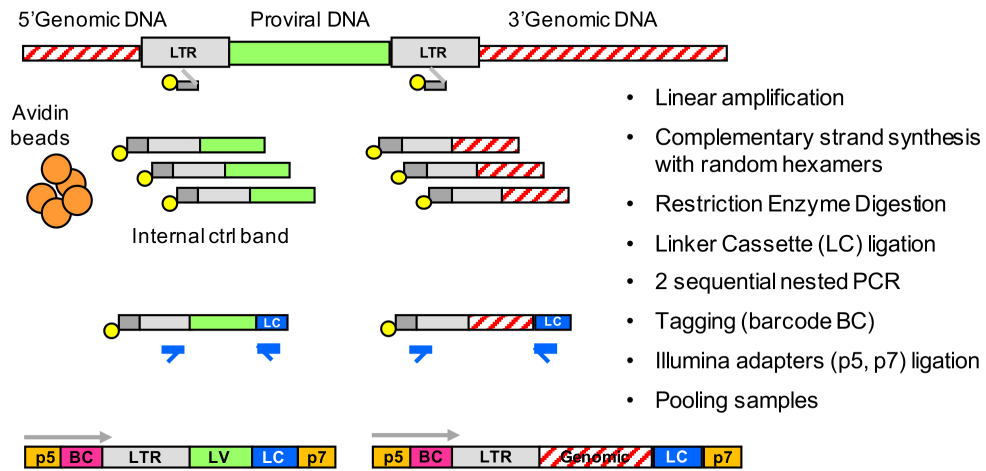 5’Genomic DNA
Proviral DNA
3’Genomic DNA
LTR
LTR
Avidin
beads
Internal ctrl band
LC
LC
p5 BC LTR LV LC p7
p5 BC LTR Genomic LC p7
• Linear amplification
• Complementary strand synthesis
with random hexamers
• Restriction Enzyme Digestion
• Linker Cassette (LC) ligation
• 2 sequential nested PCR
• Tagging (barcode BC)
• Illumina adapters (p5, p7) ligation
• Pooling samples